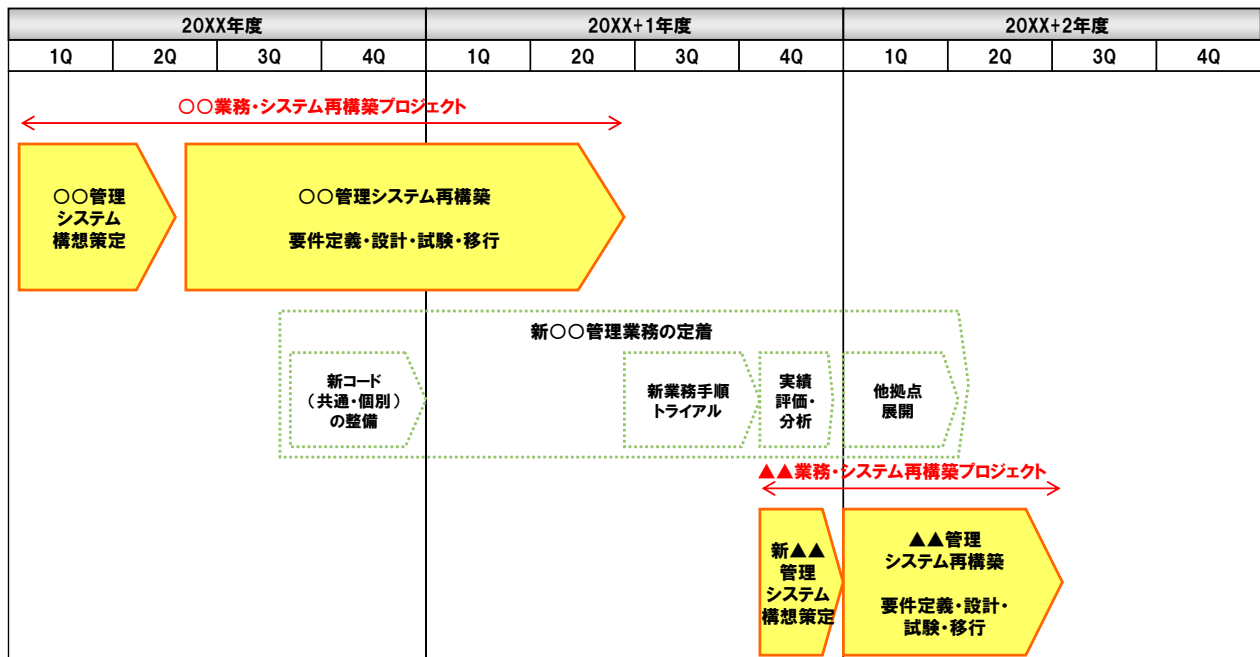 20XX年度
20XX+1年度
20XX+2年度
1Q
2Q
3Q
4Q
1Q
2Q
3Q
4Q
1Q
2Q
3Q
4Q
〇〇業務・システム再構築プロジェクト
〇〇管理
システム
構想策定
〇〇管理システム再構築
要件定義・設計・試験・移行
新〇〇管理業務の定着
新コード
（共通・個別）
の整備
新業務手順
トライアル
実績
評価・
分析
他拠点
展開
▲▲業務・システム再構築プロジェクト
新▲▲
管理
システム
構想策定
▲▲管理
システム再構築
要件定義・設計・
試験・移行